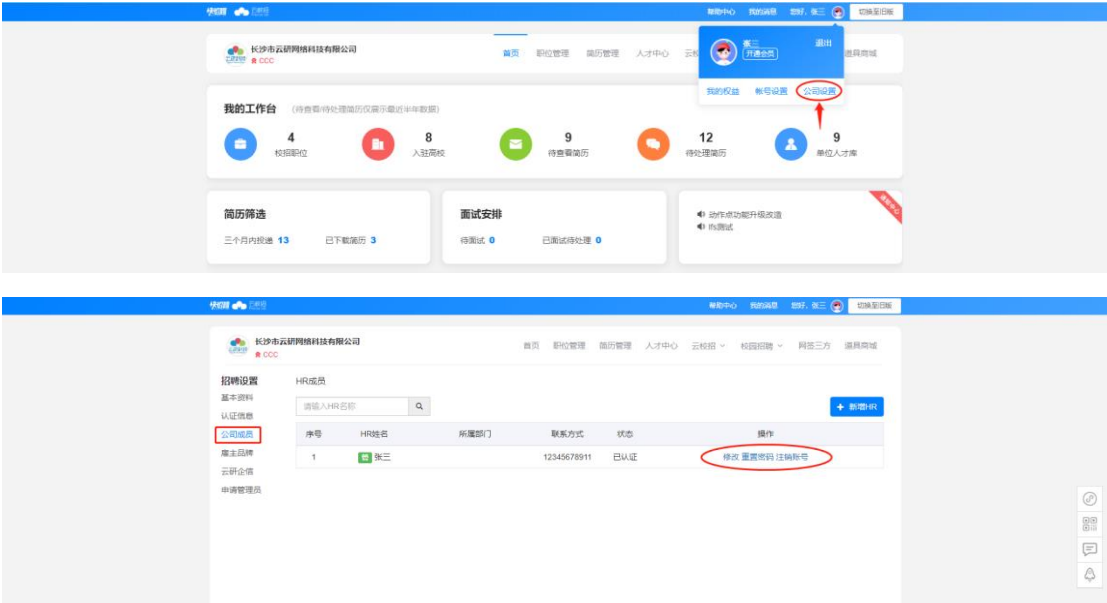 快招聘 云校招 帮助中心 我的消息 您好，张三 切换至旧版
长沙市云研网络科技有限公司
CCC
首页 职位管理 简历管理 人才中心 道具商城
张三 退出
开通会员
我的权益 帐号设置 公司设置
我的工作台 （待查看/待处理简历仅展示最近半年数据）
4 8 9 12 9
校招职位 入驻高校 待查看简历 待处理简历 单位人才库
简历筛选 面试安排
三个月内投递 13 已下载简历 3 待面试 0 已面试待处理 0
动作点功能升级改造
ifs测试
通知中心
帮助中心 我的消息 您好，张三 切换至旧版
长沙市云研网络科技有限公司
CCC
首页 职位管理 简历管理 人才中心 云校招 校园招聘 网签三方 道具商城
招聘设置 HR成员
基本资料
请输入HR名称 + 新增HR
认证信息
公司成员 序号 HR姓名 所属部门 联系方式 状态 操作
雇主品牌 1 张三 12345678911 已认证 修改 重置密码 注销账号
云研企信
申请管理员